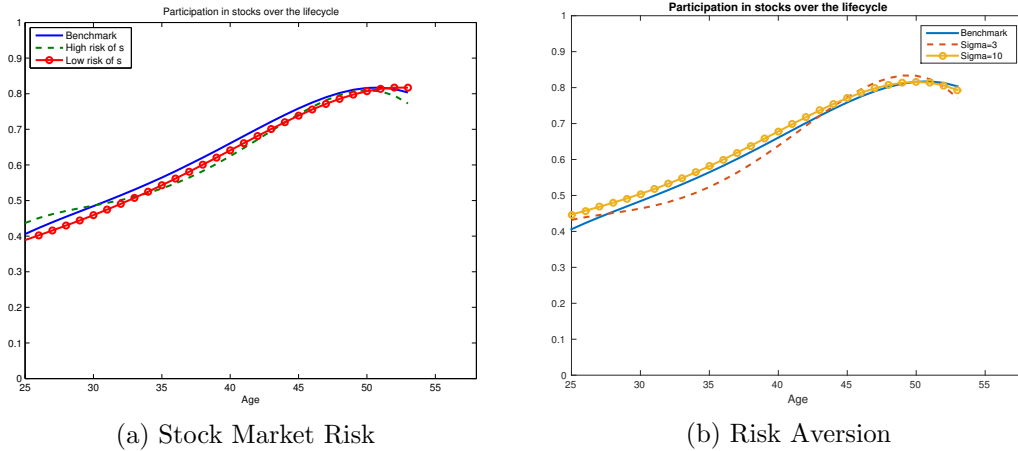 Participation in stocks over the lifecycle
1
0.9
0.8
0.7
0.6
0.5
0.4
0.3
0.2
0.1
0
Benchmark
High risk of s
Low risk of s
25 30 35 40 45 50 55
Age
(a) Stock Market Risk
Participation in stocks over the lifecycle
1
0.9
0.8
0.7
0.6
0.5
0.4
0.3
0.2
0.1
0
Benchmark
Sigma=3
Sigma=10
25 30 35 40 45 50 55
Age
(b) Risk Aversion